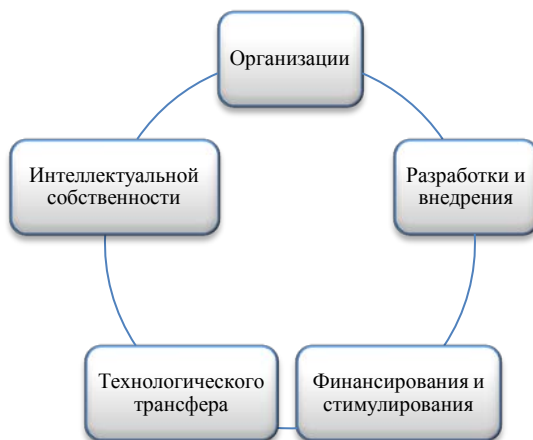 Организации
Разработки и
внедрения
Финансирования и
стимулирования
Технологического
трансфера
Интеллектуальной
собственности